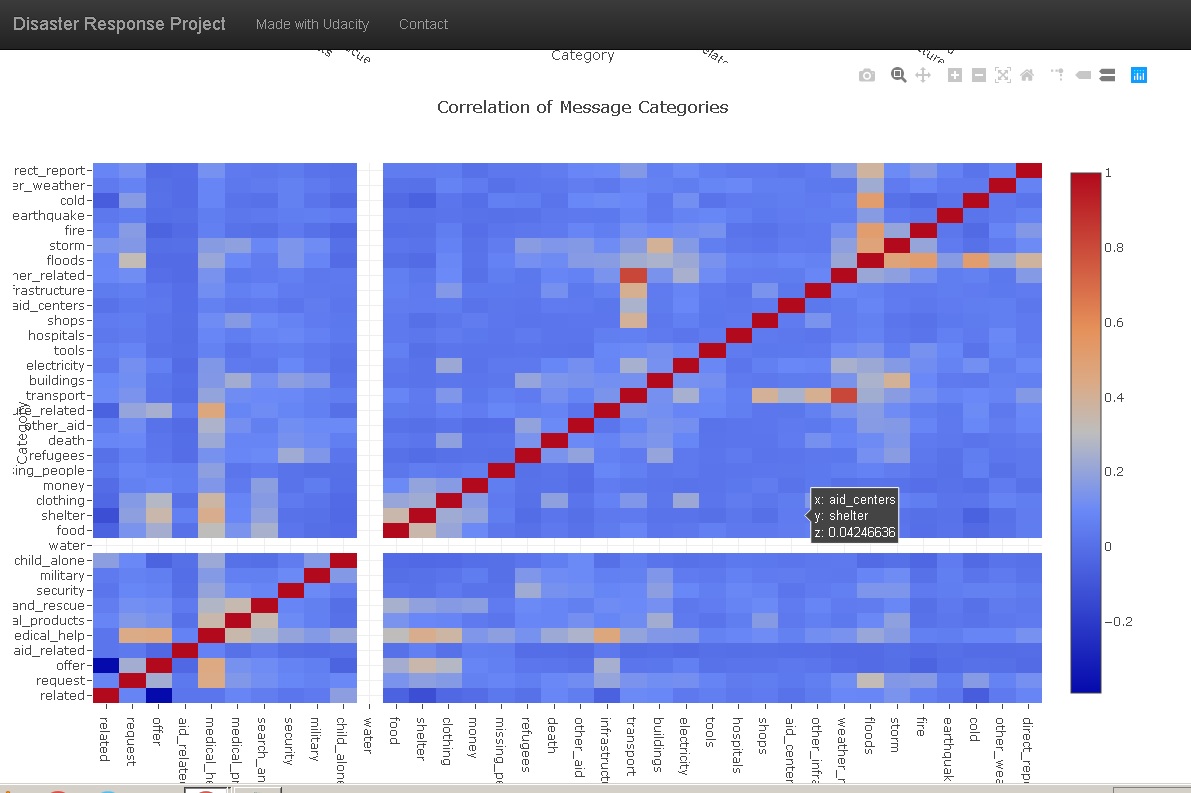 Disaster Response Project Made with Udacity Contact
Category
Correlation of Message Categories
rect_report
er_weather
cold
earthquake
fire
storm
floods
her_related
frastructure
aid_centers
shops
hospitals
tools
electricity
buildings
transport
re_related
other_aid
death
refugees
sing_people
money
clothing
shelter
food
water
child_alone
military
security
and_rescue
al_products
edical_help
aid_related
offer
request
related
Category
x: aid_centers
y: shelter
z: 0.04246636
1
0.8
0.6
0.4
0.2
0
−0.2
related
request
offer
aid_relate
medical_he
medical_pr
search_an
security
military
child_alone
water
food
shelter
clothing
money
missing_pe
refugees
death
other_aid
infrastructu
transport
buildings
electricity
tools
hospitals
shops
aid_center
other_infra
weather_r
floods
storm
fire
earthquak
cold
other_wea
direct_repo